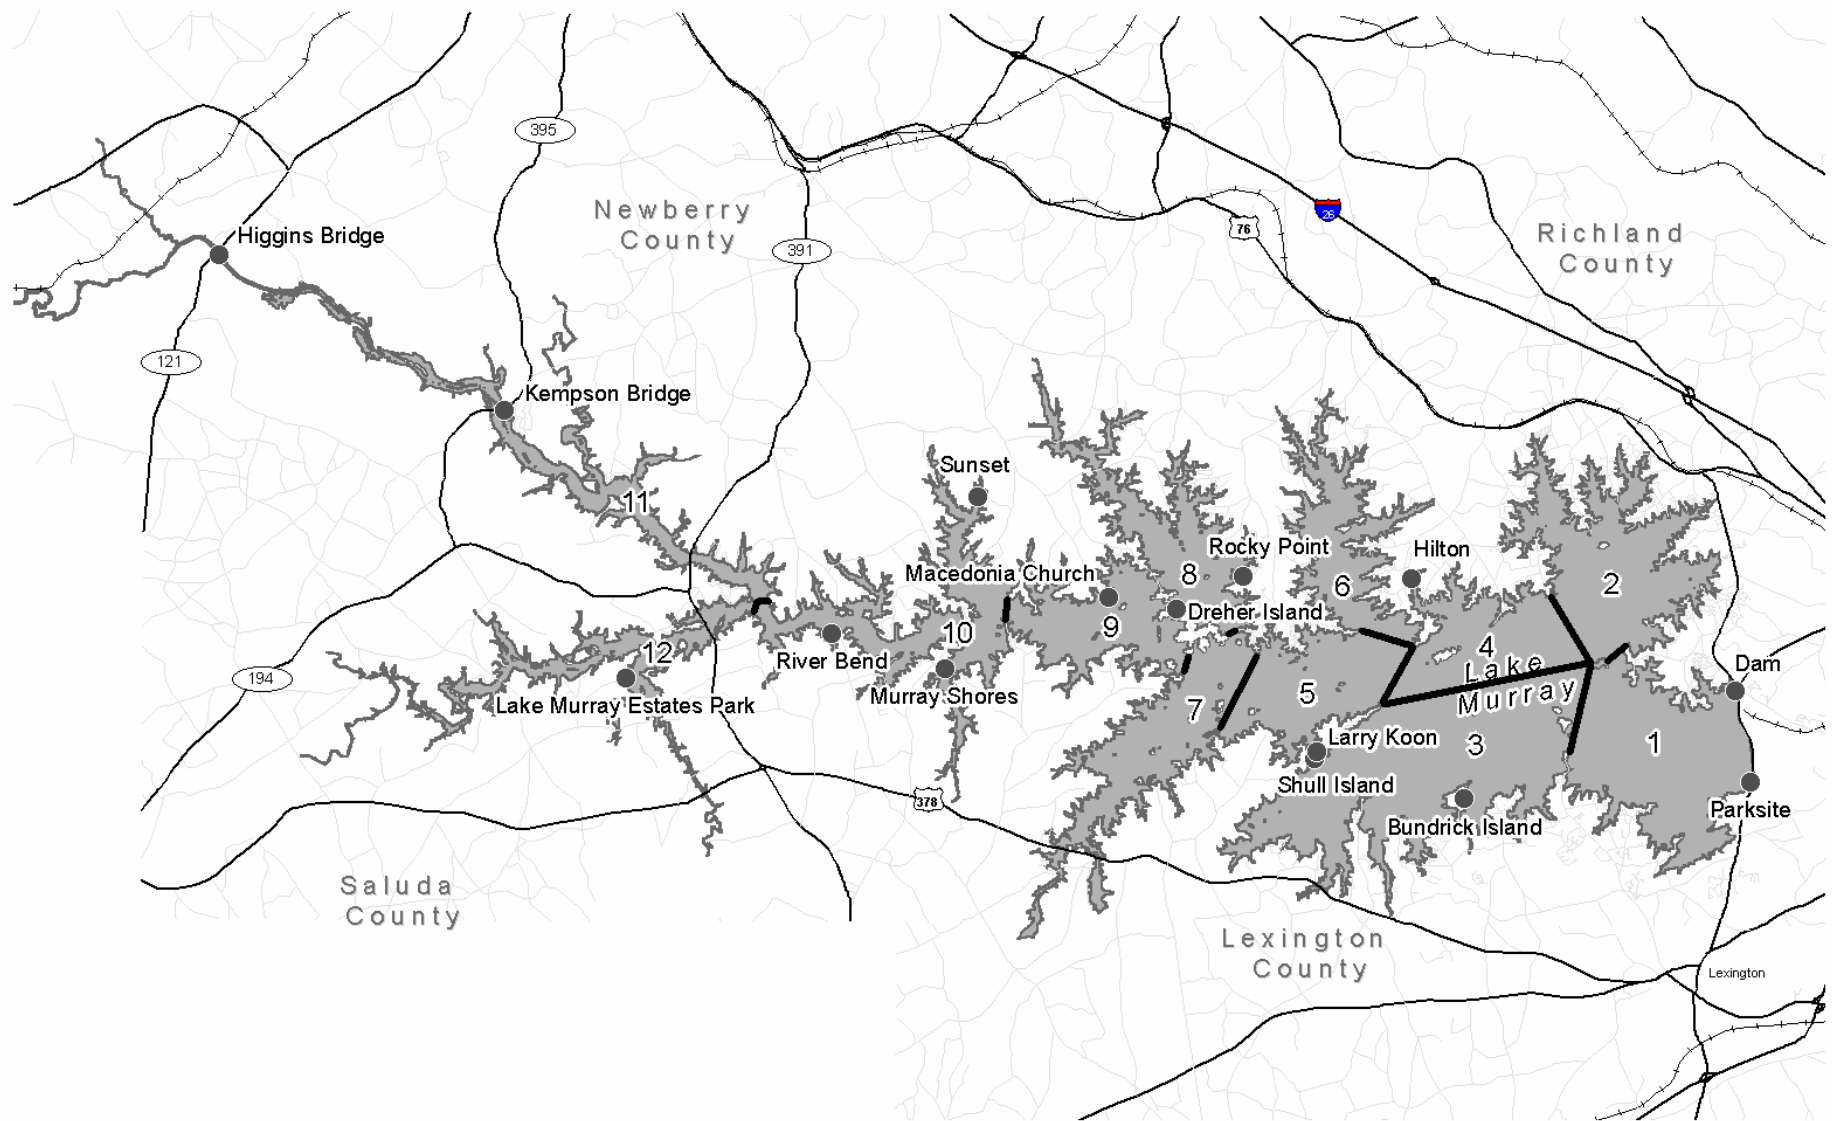 395
Newberry
County
Higgins Bridge
391
26
76
Richland
County
121
Kempson Bridge
Sunset
11
Rocky Point
Hilton
Macedonia Church
8
6
2
Dreher Island
9
10
4
12
River Bend
Lake
Murray
Dam
194
Murray Shores
Lake Murray Estates Park
5
7
Larry Koon
3
1
Shull Island
378
Parksite
Bundrick Island
Saluda
County
Lexington
County
Lexington